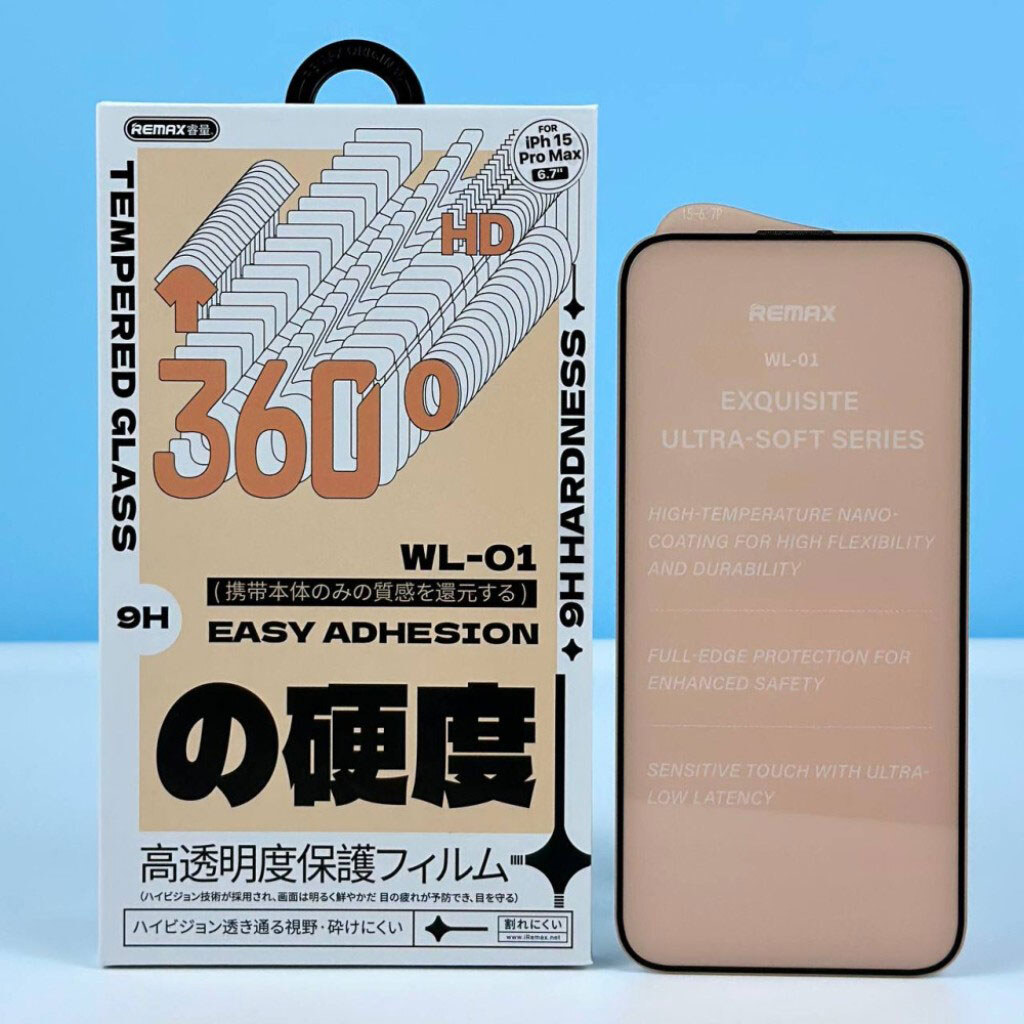 REMAX睿量
FOR
iPh 15
Pro Max
6.7"
TEMPERED GLASS
HD
360°
9H HARDNESS
WL-01
(携帯本体のみの質感を還元する)
9H
EASY ADHESION
の硬度
高透明度保護フィルム
(ハイビジョン技術が採用され、画面は明るく鮮やかだ 目の疲れが予防でき、目を守る)
ハイビジョン透き通る視野·砕けにくい
割れにくい
www.iRemax.net
15-6.7P
REMAX
WL-01
EXQUISITE
ULTRA-SOFT SERIES
HIGH-TEMPERATURE NANO-
COATING FOR HIGH FLEXIBILITY
AND DURABILITY
FULL-EDGE PROTECTION FOR
ENHANCED SAFETY
SENSITIVE TOUCH WITH ULTRA-
LOW LATENCY